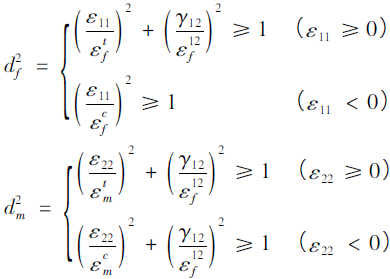 d_f^2 = { (ε_11 / ε_f^t)^2 + (γ_12 / ε_f^12)^2 ⩾ 1 (ε_11 ⩾ 0)
(ε_11 / ε_f^c)^2 ⩾ 1 (ε_11 < 0)
d_m^2 = { (ε_22 / ε_m^t)^2 + (γ_12 / ε_f^12)^2 ⩾ 1 (ε_22 ⩾ 0)
(ε_22 / ε_m^c)^2 + (γ_12 / ε_f^12)^2 ⩾ 1 (ε_22 < 0)